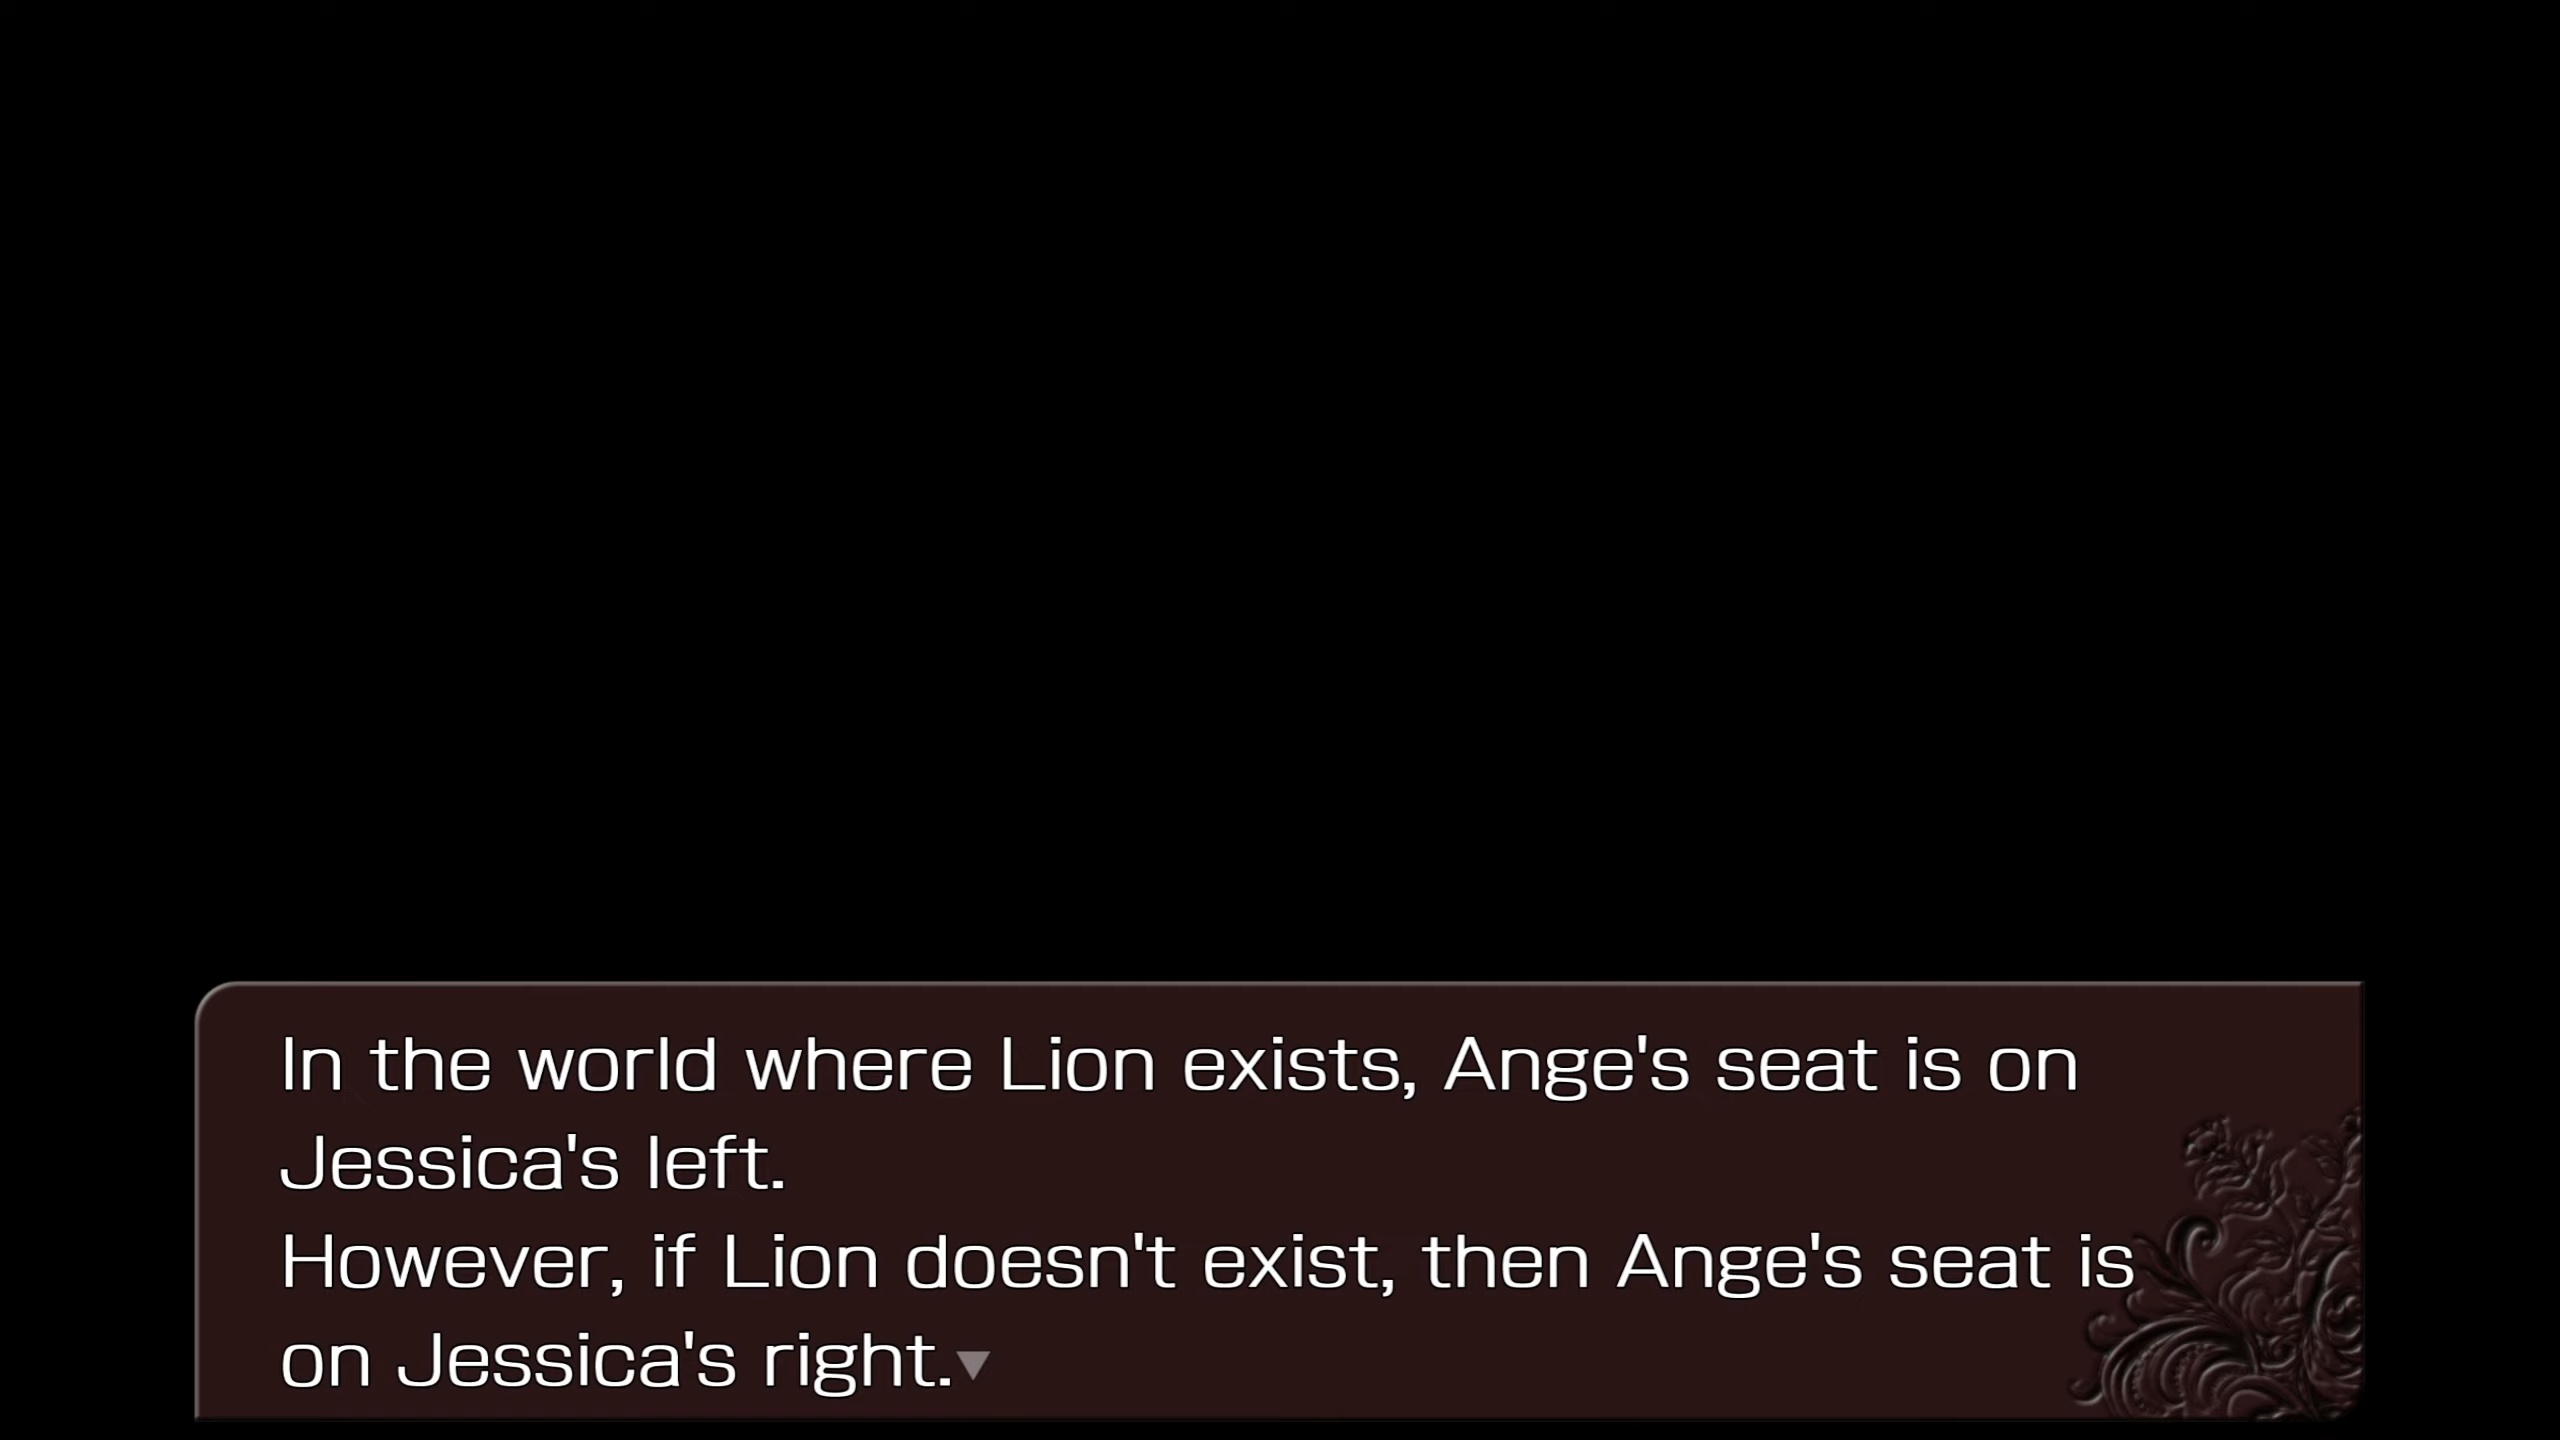 In the world where Lion exists, Ange's seat is on
Jessica's left.
However, if Lion doesn't exist, then Ange's seat is
on Jessica's right.